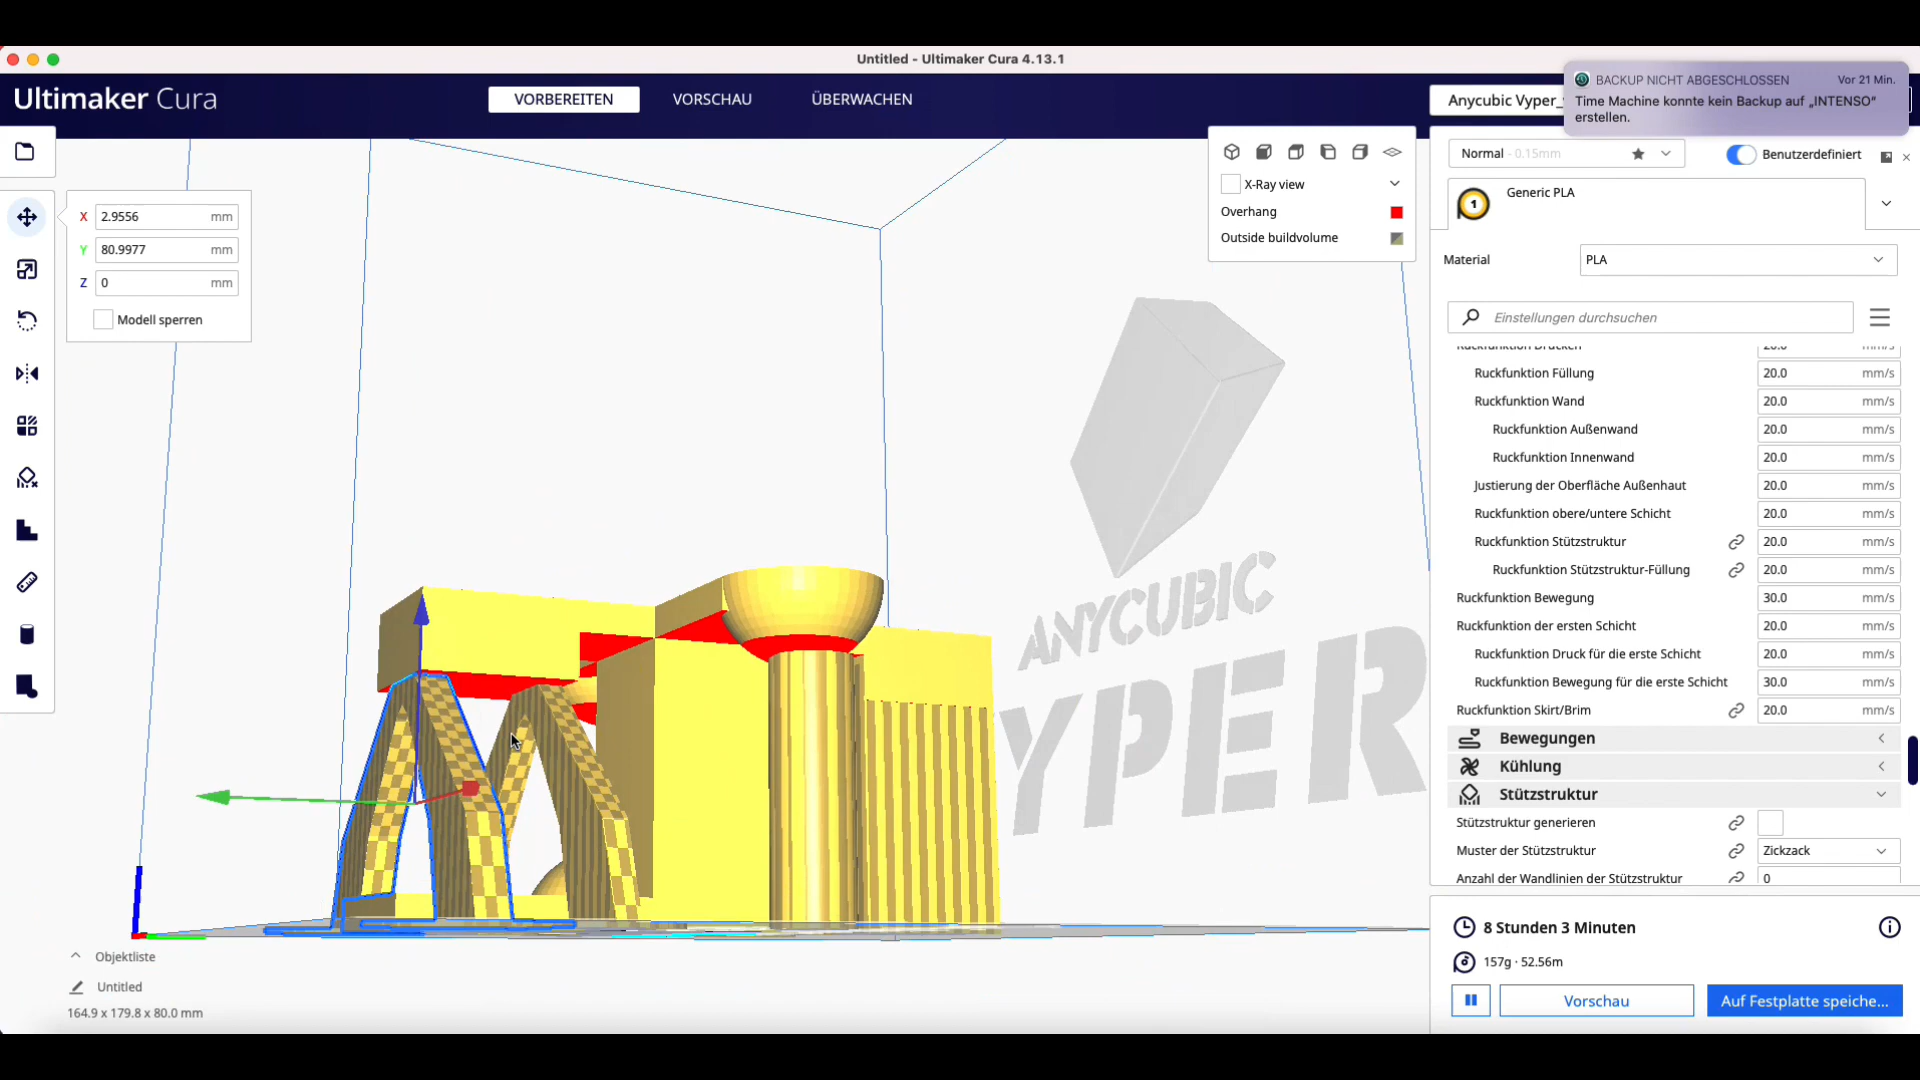 Untitled - Ultimaker Cura 4.13.1
Ultimaker Cura
VORBEREITEN
VORSCHAU
ÜBERWACHEN
Anycubic Vyper_
BACKUP NICHT ABGESCHLOSSEN
Vor 21 Min.
Time Machine konnte kein Backup auf „INTENSO“
erstellen.
Normal - 0.15mm
Benutzerdefiniert
X 2.9556 mm
Y 80.9977 mm
Z 0 mm
Modell sperren
X-Ray view
Overhang
Outside buildvolume
1
Generic PLA
Material
PLA
Einstellungen durchsuchen
Ruckfunktion Drucken 20.0 mm/s
Ruckfunktion Füllung 20.0 mm/s
Ruckfunktion Wand 20.0 mm/s
Ruckfunktion Außenwand 20.0 mm/s
Ruckfunktion Innenwand 20.0 mm/s
Justierung der Oberfläche Außenhaut 20.0 mm/s
Ruckfunktion obere/untere Schicht 20.0 mm/s
Ruckfunktion Stützstruktur 20.0 mm/s
Ruckfunktion Stützstruktur-Füllung 20.0 mm/s
Ruckfunktion Bewegung 30.0 mm/s
Ruckfunktion der ersten Schicht 20.0 mm/s
Ruckfunktion Druck für die erste Schicht 20.0 mm/s
Ruckfunktion Bewegung für die erste Schicht 30.0 mm/s
Ruckfunktion Skirt/Brim 20.0 mm/s
Bewegungen
Kühlung
Stützstruktur
Stützstruktur generieren
Muster der Stützstruktur Zickzack
Anzahl der Wandlinien der Stützstruktur 0
ANYCUBIC
YPER
8 Stunden 3 Minuten
157g · 52.56m
Vorschau
Auf Festplatte speiche...
Objektliste
Untitled
164.9 x 179.8 x 80.0 mm